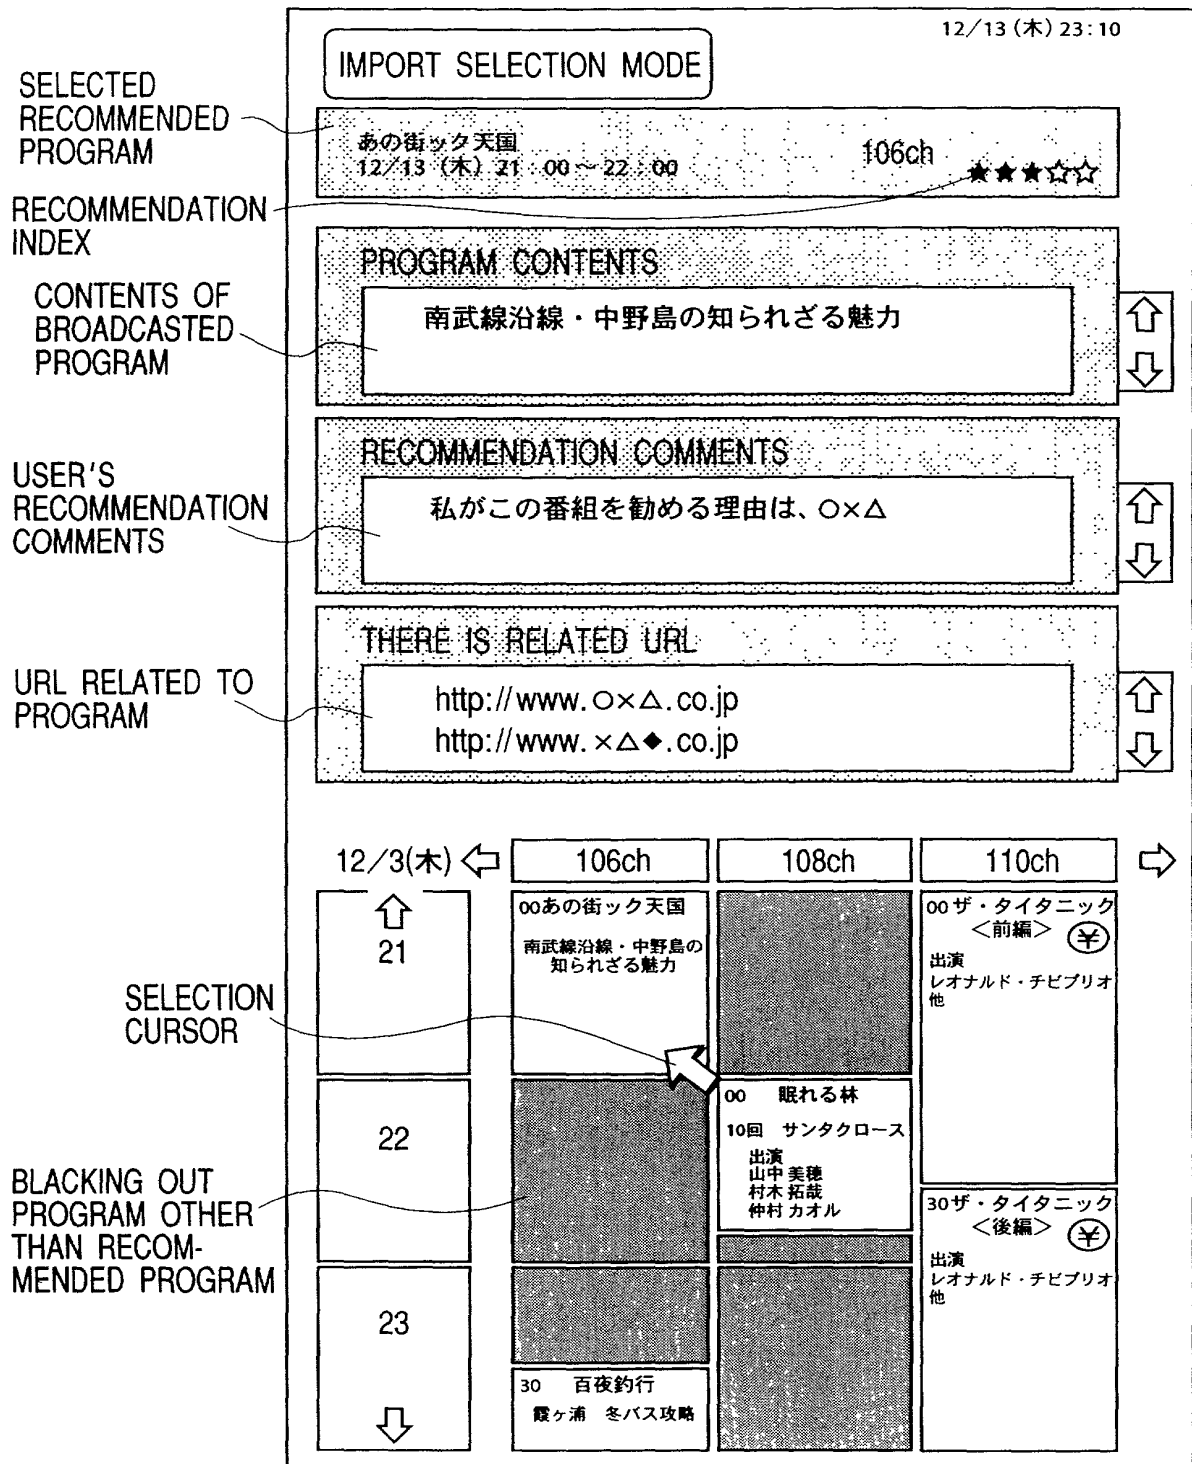 12/13(木)23:10
IMPORT SELECTION MODE
SELECTED
RECOMMENDED
PROGRAM
あの街ック天国
12/13 (木) 21:00~22:00
106ch
★★★☆☆
RECOMMENDATION
INDEX
PROGRAM CONTENTS
CONTENTS OF
BROADCASTED
PROGRAM
南武線沿線・中野島の知られざる魅力
RECOMMENDATION COMMENTS
USER'S
RECOMMENDATION
COMMENTS
私がこの番組を勧める理由は、○×△
THERE IS RELATED URL
URL RELATED TO
PROGRAM
http://www.○×△.co.jp
http://www.×△◆.co.jp
12/3(木)
106ch
108ch
110ch
21
00あの街ック天国
南武線沿線・中野島の
知られざる魅力
00ザ・タイタニック
<前編>
¥
出演
レオナルド・チビプリオ
他
SELECTION
CURSOR
22
00 眠れる林
10回 サンタクロース
出演
山中 美穂
村木 拓哉
仲村 カオル
BLACKING OUT
PROGRAM OTHER
THAN RECOM-
MENDED PROGRAM
30ザ・タイタニック
<後編>
¥
出演
レオナルド・チビプリオ
他
23
30 百夜釣行
霞ヶ浦 冬バス攻略